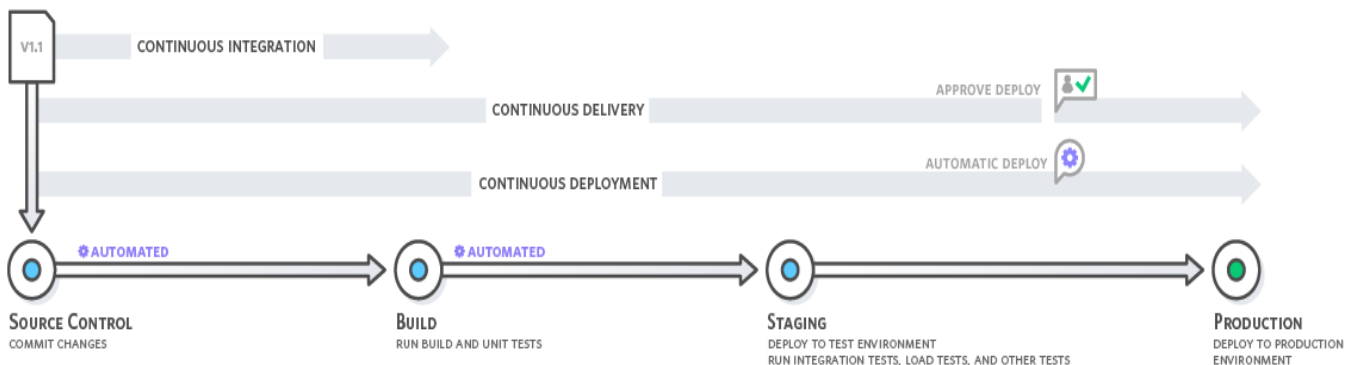 V1.1
CONTINUOUS INTEGRATION
APPROVE DEPLOY
CONTINUOUS DELIVERY
AUTOMATIC DEPLOY
CONTINUOUS DEPLOYMENT
AUTOMATED
AUTOMATED
SOURCE CONTROL
COMMIT CHANGES
BUILD
RUN BUILD AND UNIT TESTS
STAGING
DEPLOY TO TEST ENVIRONMENT
RUN INTEGRATION TESTS, LOAD TESTS, AND OTHER TESTS
PRODUCTION
DEPLOY TO PRODUCTION
ENVIRONMENT